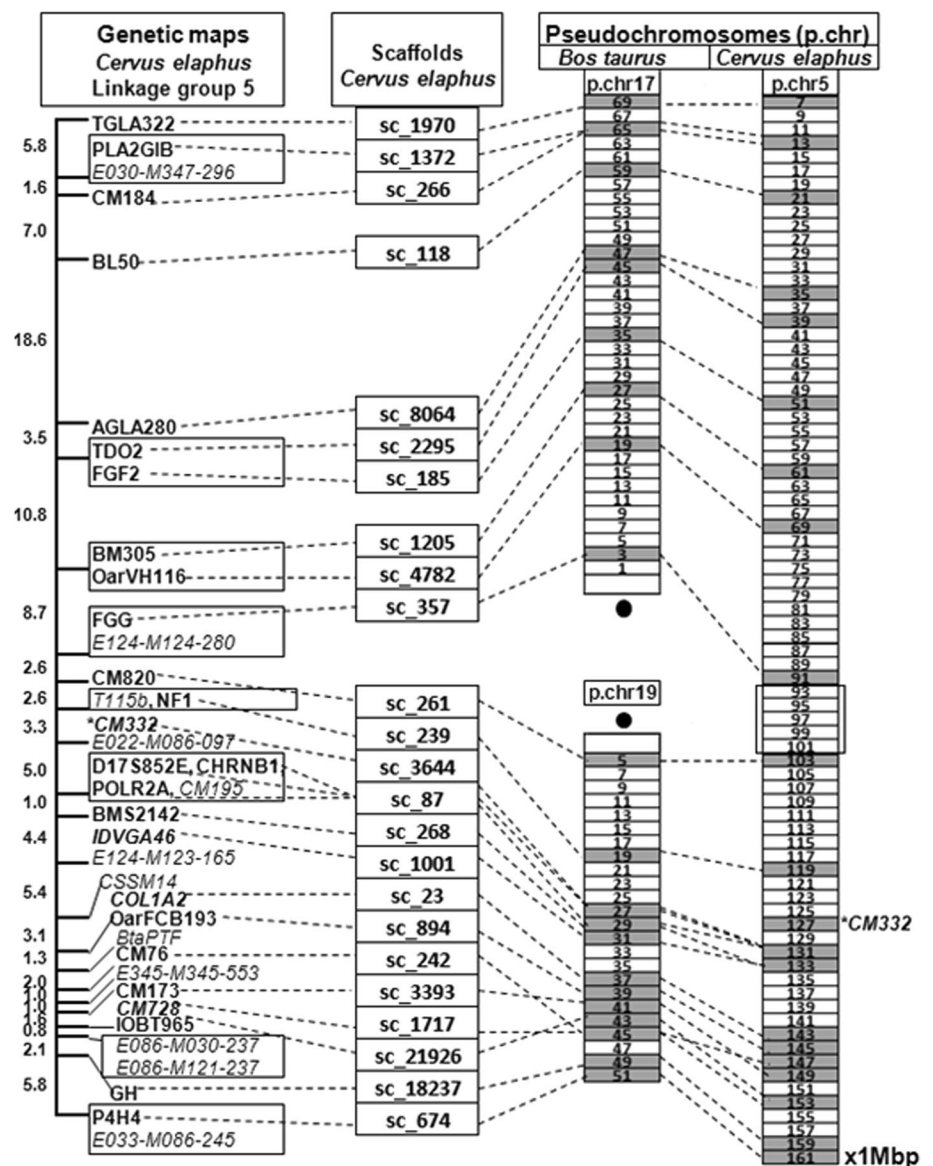 Genetic maps
Cervus elaphus
Linkage group 5
Scaffolds
Cervus elaphus
Pseudochromosomes (p.chr)
Bos taurus
Cervus elaphus
5.8
1.6
7.0
18.6
3.5
10.8
8.7
2.6
2.6
3.3
5.0
1.0
4.4
5.4
3.1
1.3
2.0
1.0
1.0
0.8
2.1
5.8
TGLA322
PLA2GIB
E030-M347-296
CM184
BL50
AGLA280
TDO2
FGF2
BM305
OarVH116
FGG
E124-M124-280
CM820
T115b, NF1
*CM332
E022-M086-097
D17S852E, CHRNB1,
POLR2A, CM195
BMS2142
IDVGA46
E124-M123-165
CSSM14
COL1A2
OarFCB193
BtaPTF
CM76
E345-M345-553
CM173
CM728
IOBT965
E086-M030-237
E086-M121-237
GH
P4H4
E033-M086-245
sc_1970
sc_1372
sc_266
sc_118
sc_8064
sc_2295
sc_185
sc_1205
sc_4782
sc_357
sc_261
sc_239
sc_3644
sc_87
sc_268
sc_1001
sc_23
sc_894
sc_242
sc_3393
sc_1717
sc_21926
sc_18237
sc_674
p.chr17
69
67
65
63
61
59
57
55
53
51
49
47
45
43
41
39
37
35
33
31
29
27
25
23
21
19
17
15
13
11
9
7
5
3
1
p.chr19
5
7
9
11
13
15
17
19
21
23
25
27
29
31
33
35
37
39
41
43
45
47
49
51
p.chr5
7
9
11
13
15
17
19
21
23
25
27
29
31
33
35
37
39
41
43
45
47
49
51
53
55
57
59
61
63
65
67
69
71
73
75
77
79
81
83
85
87
89
91
93
95
97
99
101
103
105
107
109
111
113
115
117
119
121
123
125
127
129
131
133
135
137
139
141
143
145
147
149
151
153
155
157
159
161
*CM332
x1Mbp